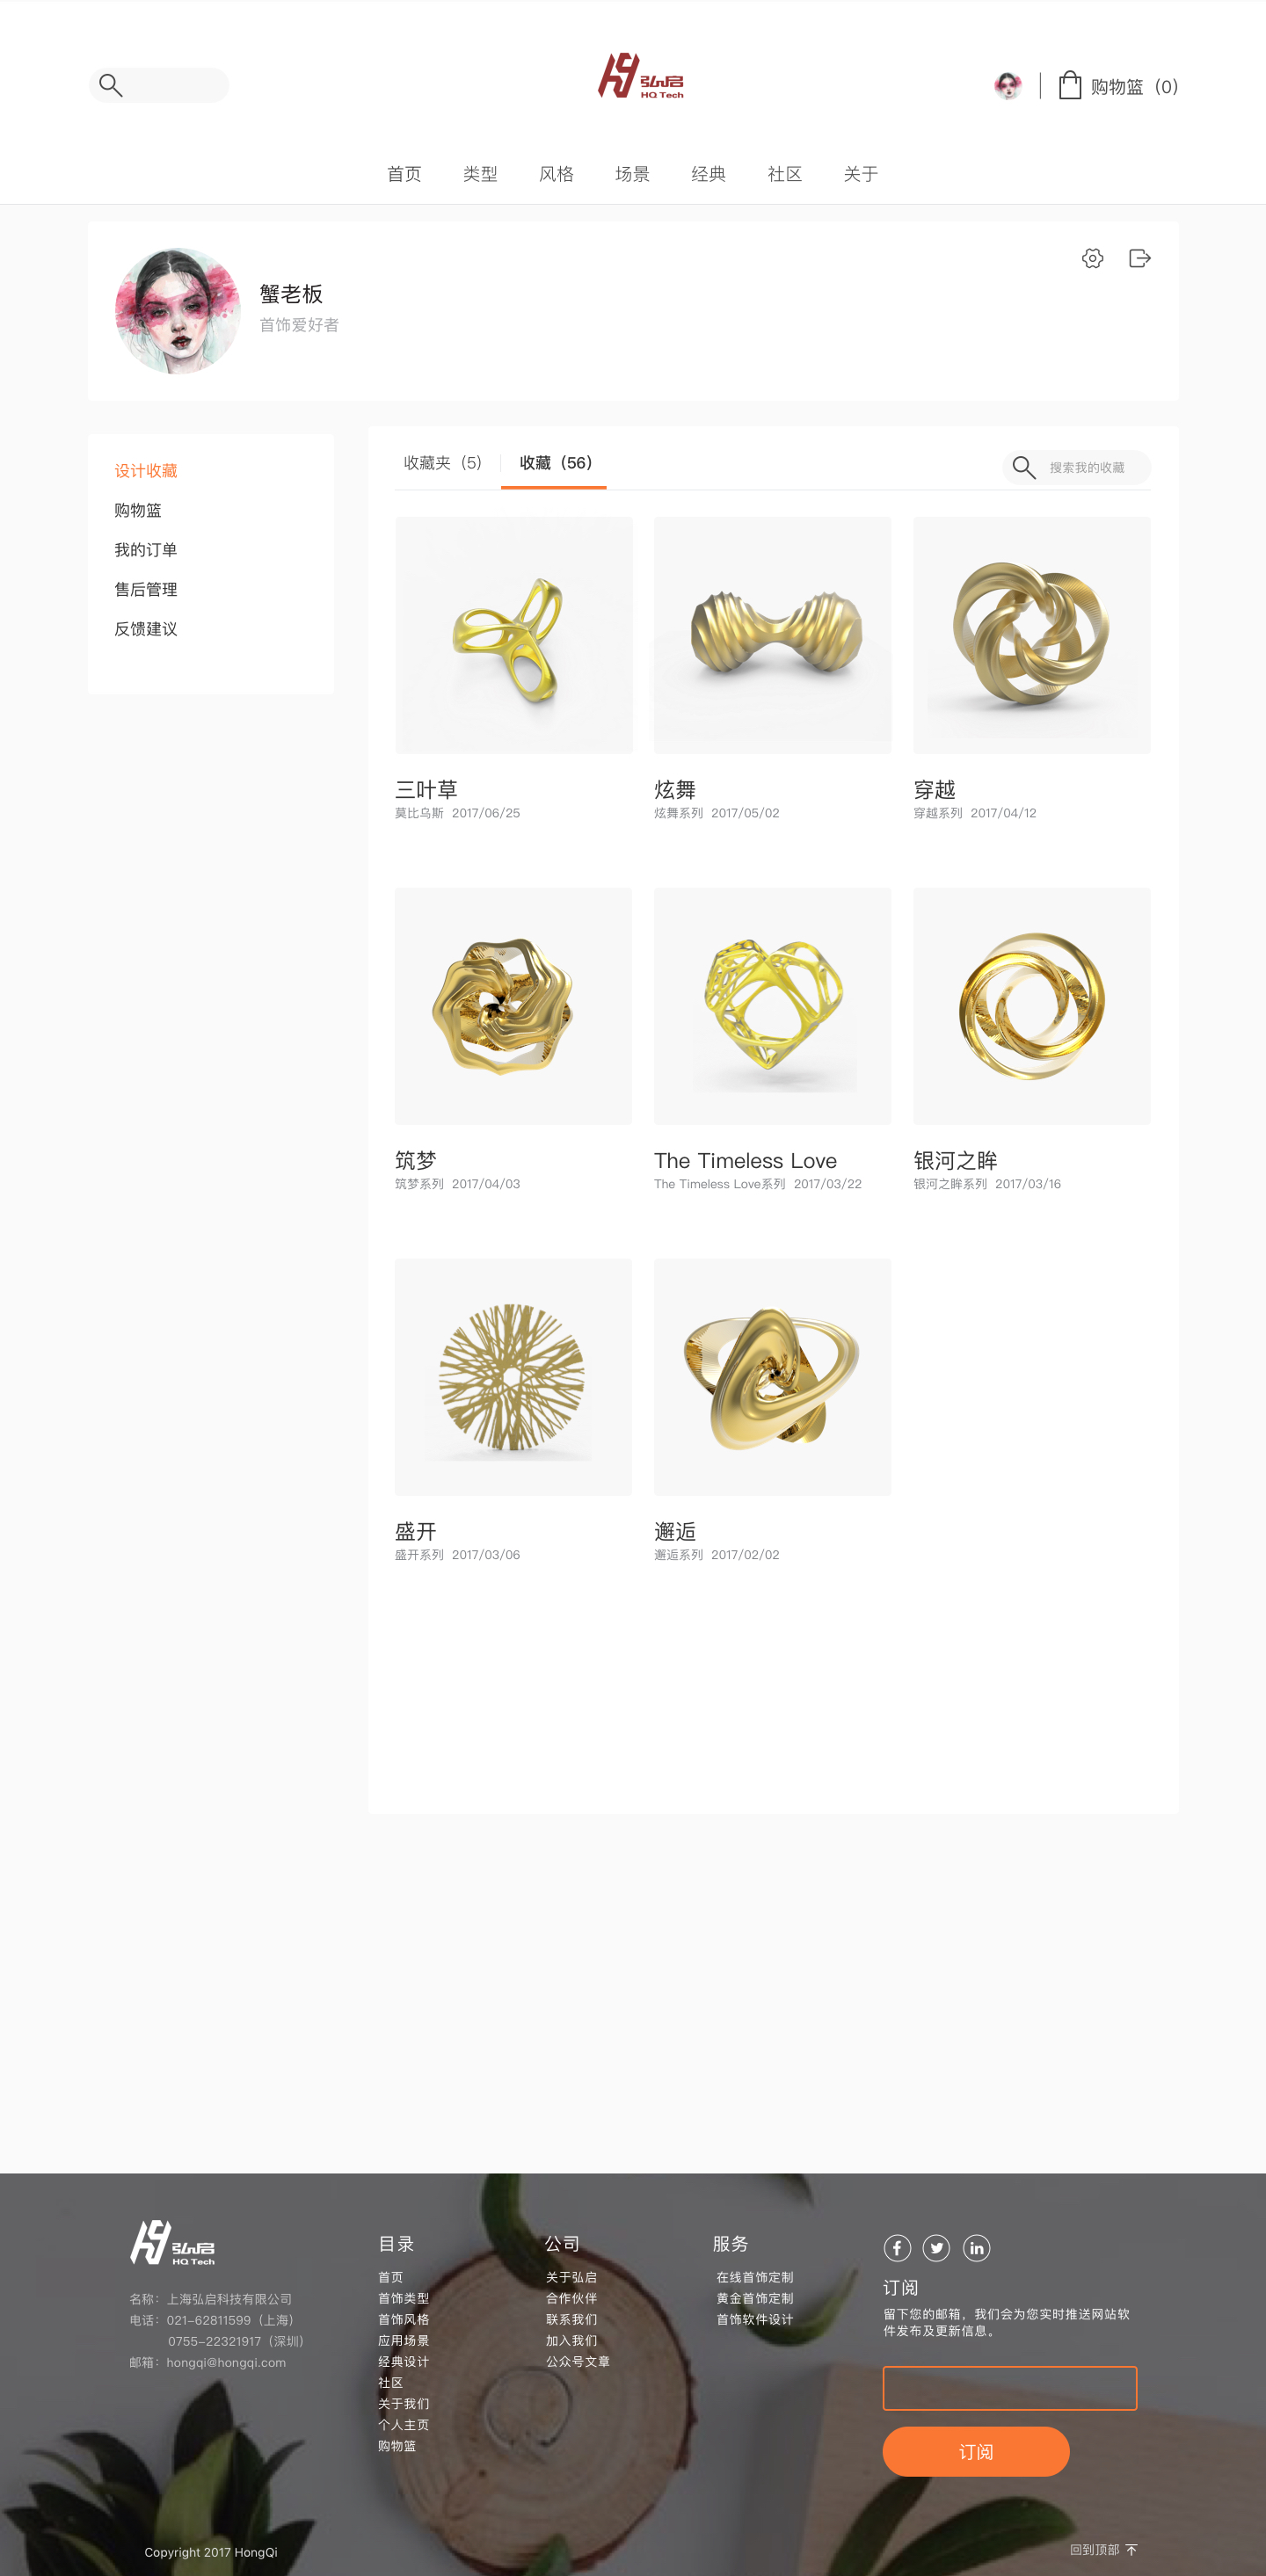 弘启
HQ Tech
购物篮（0）
首页 类型 风格 场景 经典 社区 关于
蟹老板
首饰爱好者
设计收藏
购物篮
我的订单
售后管理
反馈建议
收藏夹（5） 收藏（56） 搜索我的收藏
三叶草 炫舞 穿越
莫比乌斯 2017/06/25 炫舞系列 2017/05/02 穿越系列 2017/04/12
筑梦 The Timeless Love 银河之眸
筑梦系列 2017/04/03 The Timeless Love系列 2017/03/22 银河之眸系列 2017/03/16
盛开 邂逅
盛开系列 2017/03/06 邂逅系列 2017/02/02
弘启
HQ Tech
名称：上海弘启科技有限公司
电话：021-62811599（上海）
0755-22321917（深圳）
邮箱：hongqi@hongqi.com
目录
首页
首饰类型
首饰风格
应用场景
经典设计
社区
关于我们
个人主页
购物篮
公司
关于弘启
合作伙伴
联系我们
加入我们
公众号文章
服务
在线首饰定制
黄金首饰定制
首饰软件设计
订阅
留下您的邮箱，我们会为您实时推送网站软
件发布及更新信息。
订阅
Copyright 2017 HongQi
回到顶部